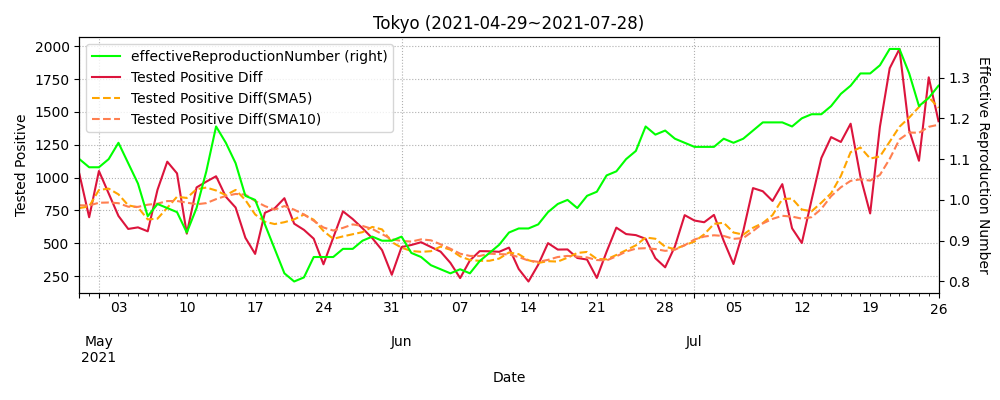 Tokyo (2021-04-29~2021-07-28)
effectiveReproductionNumber (right)
Tested Positive Diff
Tested Positive Diff(SMA5)
Tested Positive Diff(SMA10)
Tested Positive
2000
1750
1500
1250
1000
750
500
250
Effective Reproduction Number
1.3
1.2
1.1
1.0
0.9
0.8
03 10 17 24 31 07 14 21 28 05 12 19 26
May Jun Jul
2021
Date